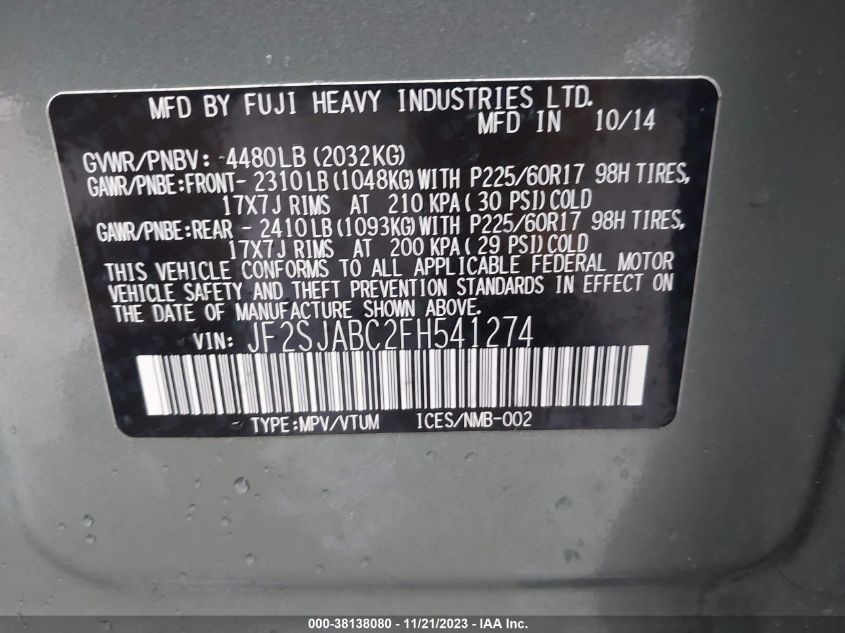 MFD BY FUJI HEAVY INDUSTRIES LTD.
MFD IN 10/14
GVWR/PNBV: 4480LB (2032KG)
GAWR/PNBE:FRONT- 2310LB (1048KG) WITH P225/60R17 98H TIRES,
17X7J RIMS AT 210 KPA ( 30 PSI) COLD
GAWR/PNBE:REAR - 2410LB (1093KG) WITH P225/60R17 98H TIRES,
17X7J RIMS AT 200 KPA ( 29 PSI) COLD
THIS VEHICLE CONFORMS TO ALL APPLICABLE FEDERAL MOTOR
VEHICLE SAFETY AND THEFT PREVENTION STANDARDS IN EFFECT ON
THE DATE OF MANUFACTURE SHOWN ABOVE.
VIN: JF2SJABC2FH541274
TYPE:MPV/VTUM ICES/NMB-002
000-38138080 - 11/21/2023 - IAA Inc.